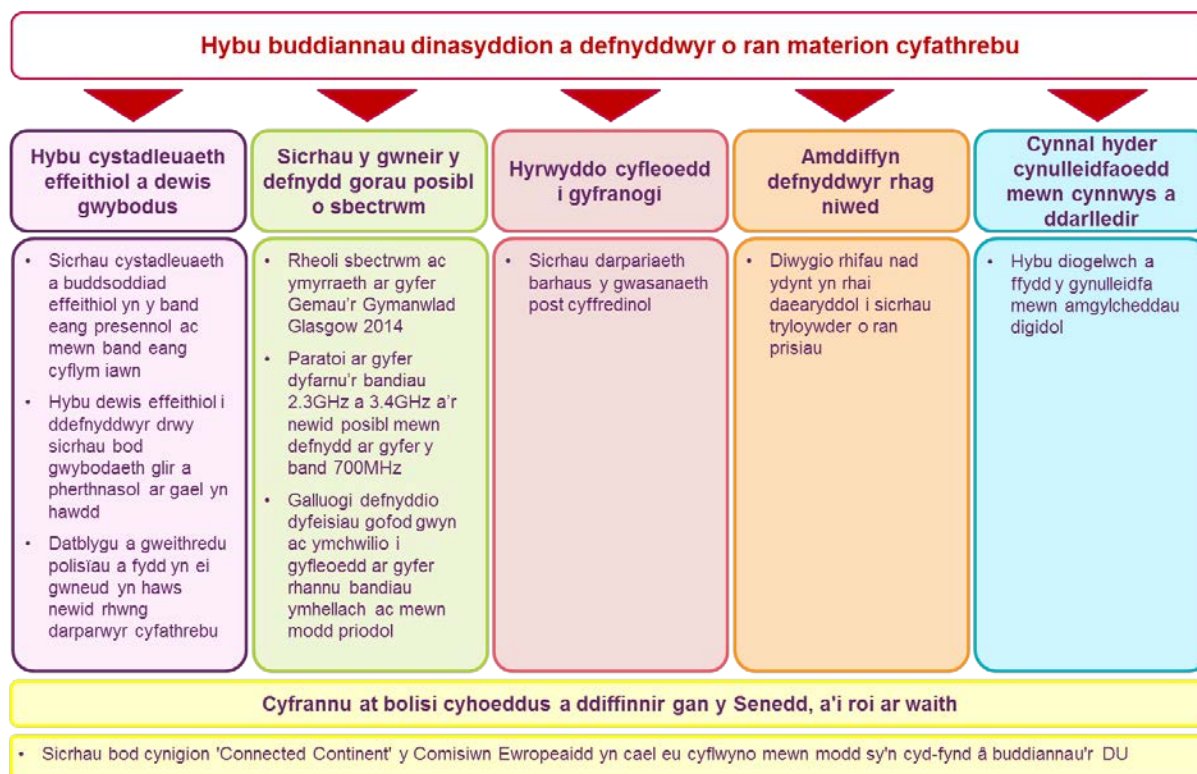 Hybu buddiannau dinasyddion a defnyddwyr o ran materion cyfathrebu
Hybu cystadleuaeth
effeithiol a dewis
gwybodus
• Sicrhau cystadleuaeth
a buddsoddiad
effeithiol yn y band
eang presennol ac
mewn band eang
cyflym iawn
• Hybu dewis effeithiol i
ddefnyddwyr drwy
sicrhau bod
gwybodaeth glir a
pherthnasol ar gael yn
hawdd
• Datblygu a gweithredu
polisïau a fydd yn ei
gwneud yn haws
newid rhwng
darparwyr cyfathrebu
Sicrhau y gwneir y
defnydd gorau posibl
o sbectrwm
• Rheoli sbectrwm ac
ymyrraeth ar gyfer
Gemau'r Gymanwlad
Glasgow 2014
• Paratoi ar gyfer
dyfarnu'r bandiau
2.3GHz a 3.4GHz a'r
newid posibl mewn
defnydd ar gyfer y
band 700MHz
• Galluogi defnyddio
dyfeisiau gofod gwyn
ac ymchwilio i
gyfleoedd ar gyfer
rhannu bandiau
ymhellach ac mewn
modd priodol
Hyrwyddo cyfleoedd
i gyfranogi
• Sicrhau darpariaeth
barhaus y gwasanaeth
post cyffredinol
Amddiffyn
defnyddwyr rhag
niwed
• Diwygio rhifau nad
ydynt yn rhai
daearyddol i sicrhau
tryloywder o ran
prisiau
Cynnal hyder
cynulleidfaoedd
mewn cynnwys a
ddarlledir
• Hybu diogelwch a
ffydd y gynulleidfa
mewn amgylcheddau
digidol
Cyfrannu at bolisi cyhoeddus a ddiffinnir gan y Senedd, a'i roi ar waith
• Sicrhau bod cynigion 'Connected Continent' y Comisiwn Ewropeaidd yn cael eu cyflwyno mewn modd sy'n cyd-fynd â buddiannau'r DU